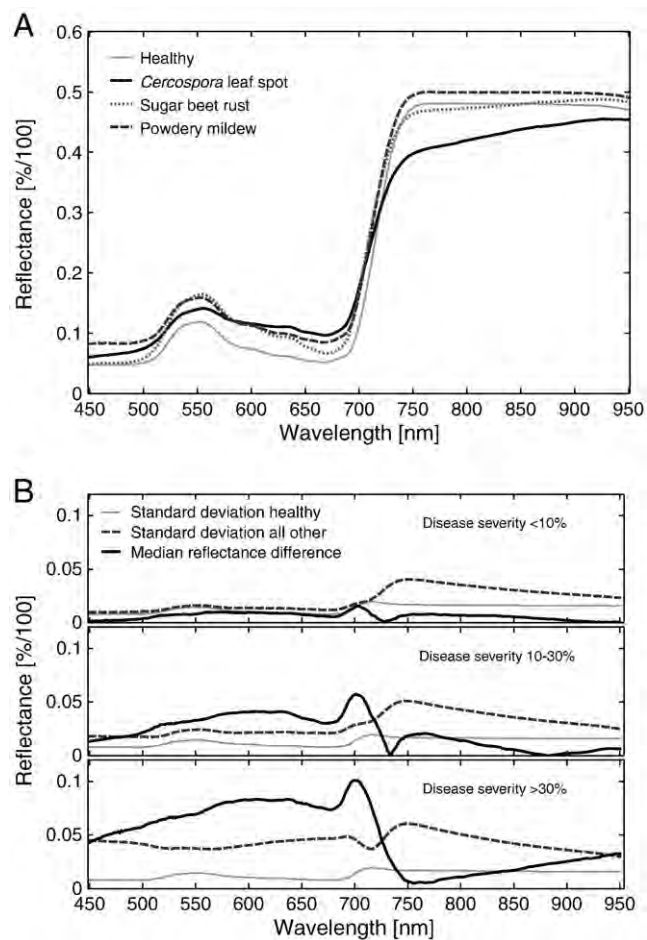 A
Reflectance [%/100]
0.6
0.5
0.4
0.3
0.2
0.1
0
Healthy
Cercospora leaf spot
Sugar beet rust
Powdery mildew
450 500 550 600 650 700 750 800 850 900 950
Wavelength [nm]
B
Reflectance [%/100]
0.1
0.05
0
Standard deviation healthy
Standard deviation all other
Median reflectance difference
Disease severity <10%
0.1
0.05
0
Disease severity 10-30%
0.1
0.05
0
Disease severity >30%
450 500 550 600 650 700 750 800 850 900 950
Wavelength [nm]